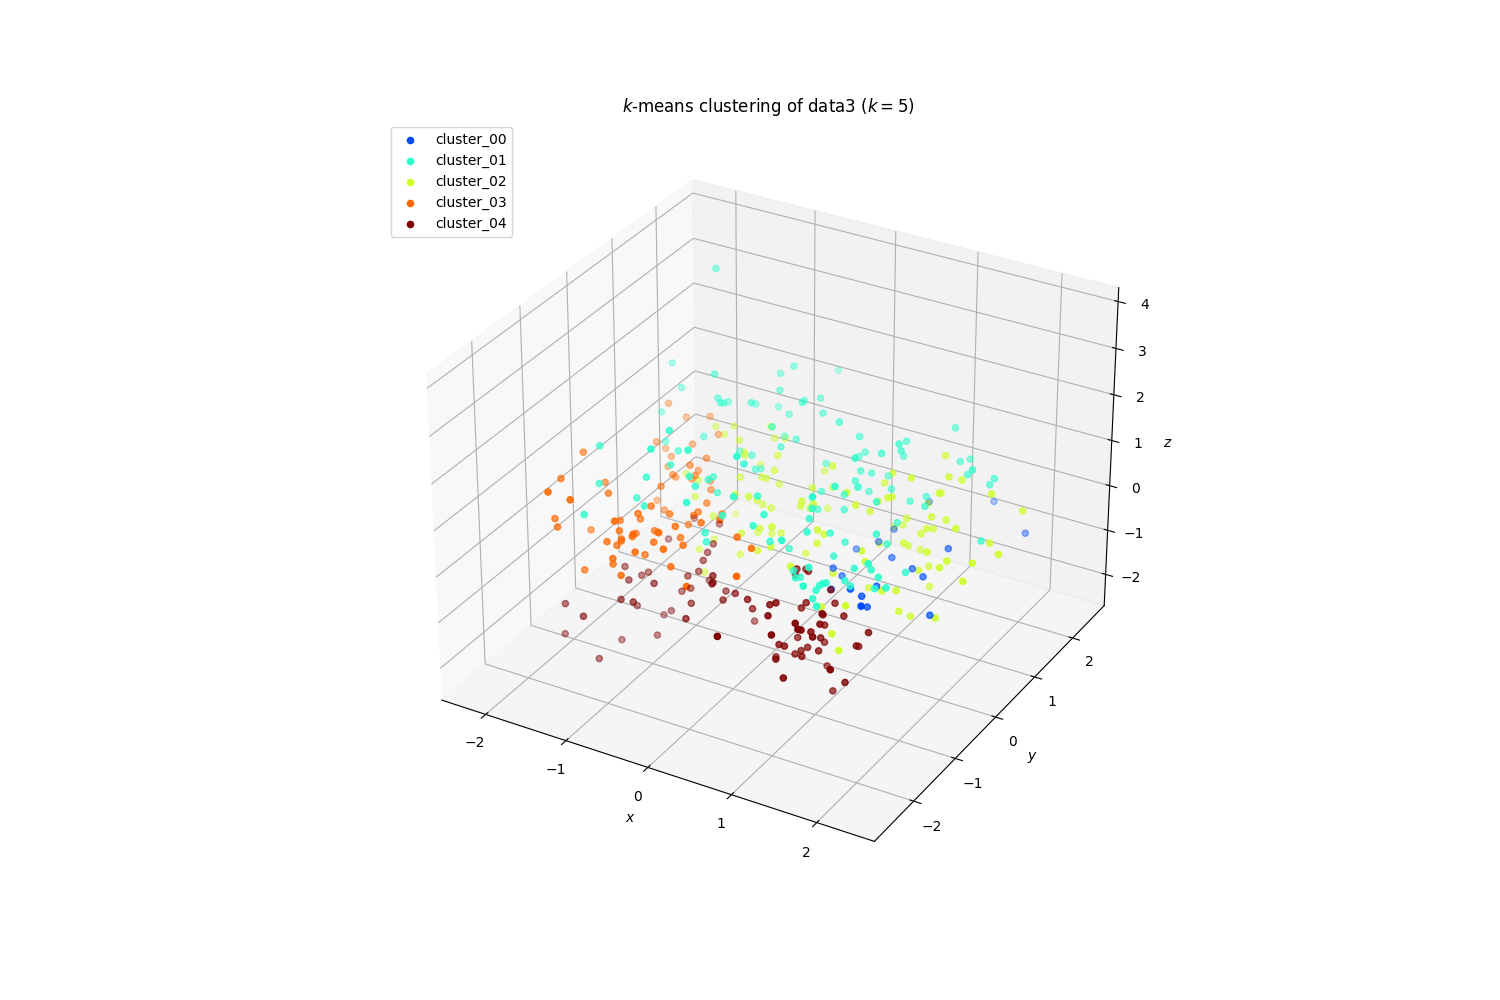 k-means clustering of data3 (k = 5)
cluster_00
cluster_01
cluster_02
cluster_03
cluster_04
4
3
2
1
0
−1
−2
z
2
1
0
−1
−2
y
−2
−1
0
1
2
x